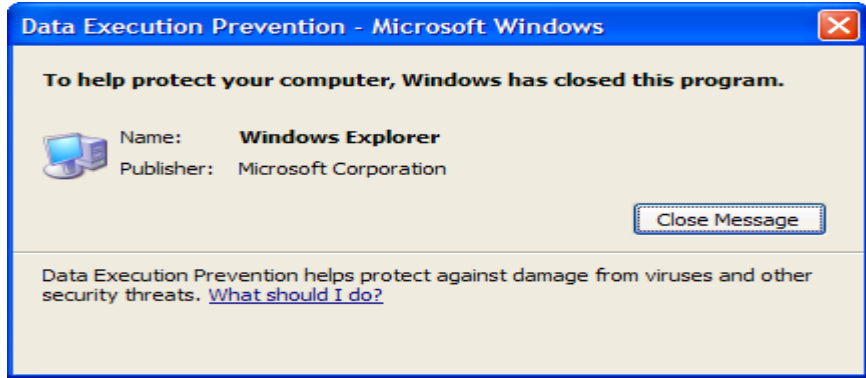 Data Execution Prevention - Microsoft Windows
To help protect your computer, Windows has closed this program.
Name: Windows Explorer
Publisher: Microsoft Corporation
Close Message
Data Execution Prevention helps protect against damage from viruses and other
security threats. What should I do?